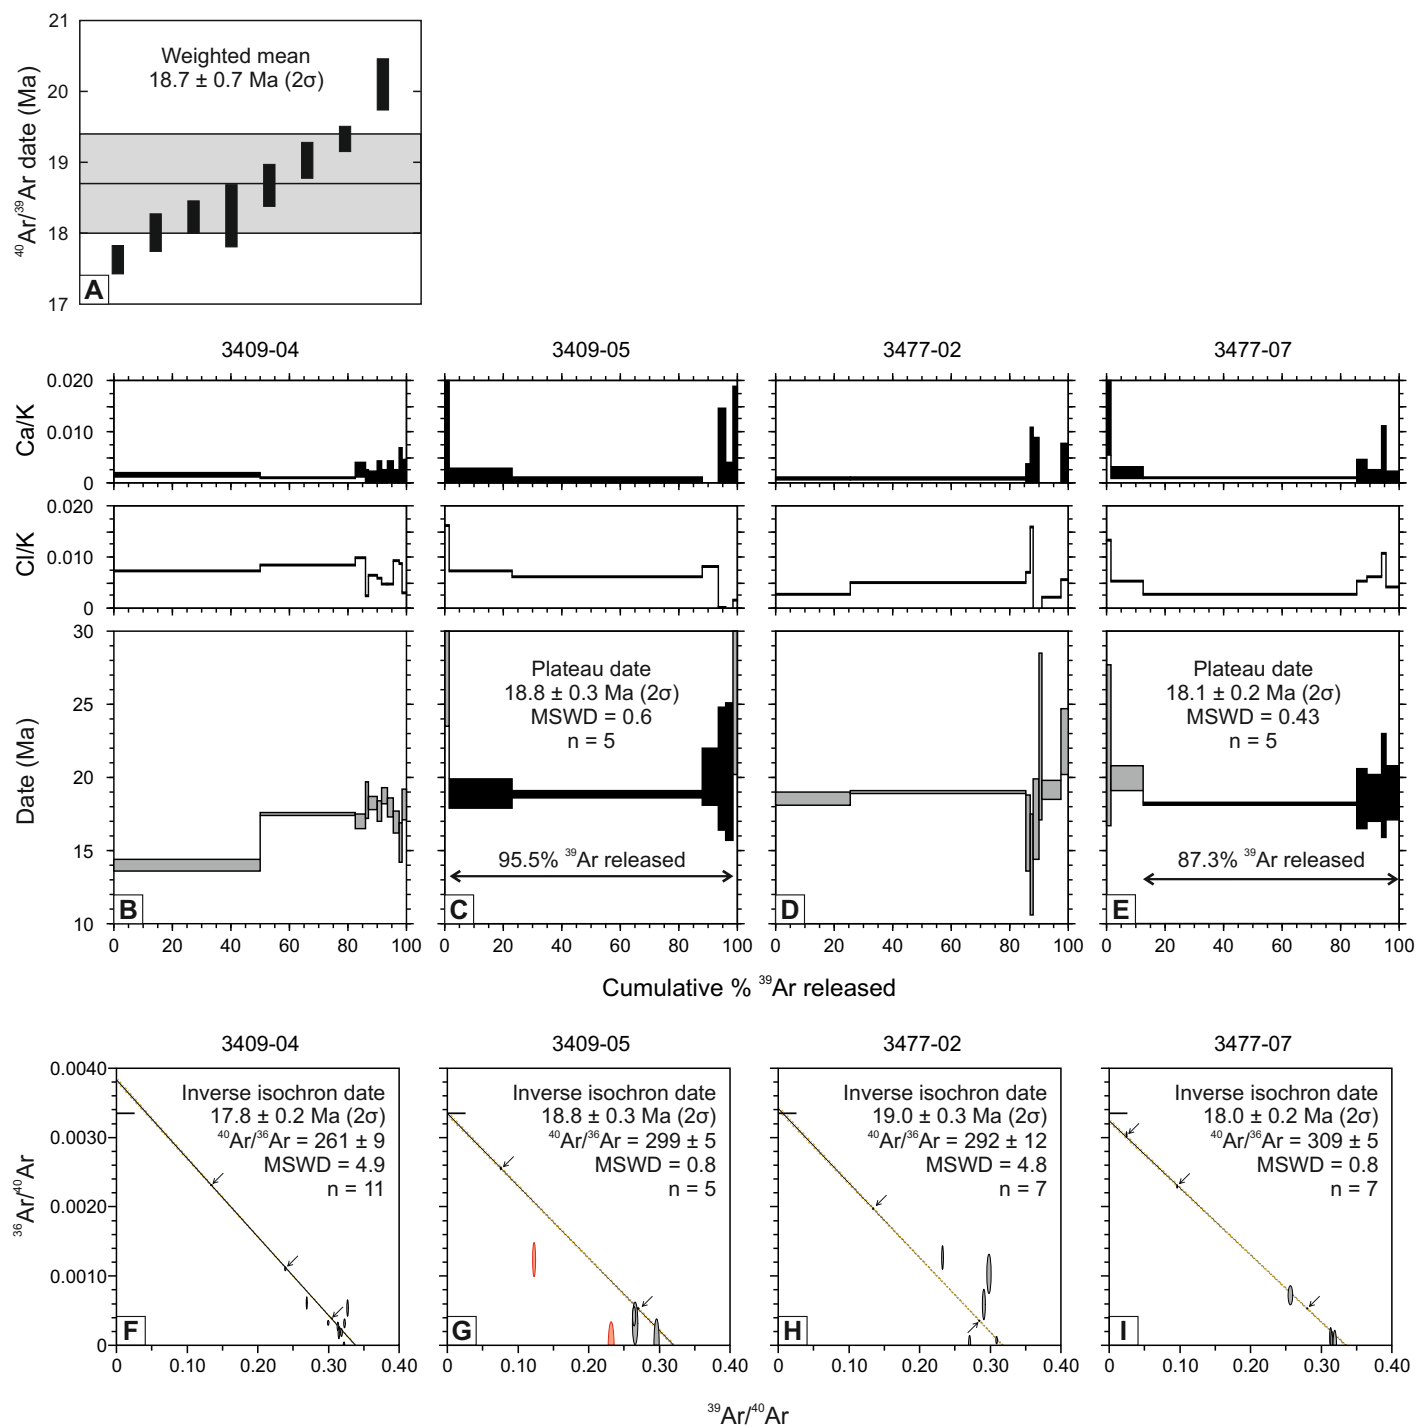 21
20
19
18
17
⁴⁰Ar/³⁹Ar date (Ma)
Weighted mean
18.7 ± 0.7 Ma (2σ)
A
3409-04
3409-05
3477-02
3477-07
Ca/K
0.020
0.010
0
Cl/K
0.020
0.010
0
Date (Ma)
30
25
20
15
10
B
0 20 40 60 80 100
Plateau date
18.8 ± 0.3 Ma (2σ)
MSWD = 0.6
n = 5
95.5% ³⁹Ar released
C
0 20 40 60 80 100
D
0 20 40 60 80 100
Plateau date
18.1 ± 0.2 Ma (2σ)
MSWD = 0.43
n = 5
87.3% ³⁹Ar released
E
0 20 40 60 80 100
Cumulative % ³⁹Ar released
3409-04
3409-05
3477-02
3477-07
³⁶Ar/⁴⁰Ar
0.0040
0.0030
0.0020
0.0010
0
Inverse isochron date
17.8 ± 0.2 Ma (2σ)
⁴⁰Ar/³⁶Ar = 261 ± 9
MSWD = 4.9
n = 11
F
0 0.10 0.20 0.30 0.40
Inverse isochron date
18.8 ± 0.3 Ma (2σ)
⁴⁰Ar/³⁶Ar = 299 ± 5
MSWD = 0.8
n = 5
G
0 0.10 0.20 0.30 0.40
Inverse isochron date
19.0 ± 0.3 Ma (2σ)
⁴⁰Ar/³⁶Ar = 292 ± 12
MSWD = 4.8
n = 7
H
0 0.10 0.20 0.30 0.40
Inverse isochron date
18.0 ± 0.2 Ma (2σ)
⁴⁰Ar/³⁶Ar = 309 ± 5
MSWD = 0.8
n = 7
I
0 0.10 0.20 0.30 0.40
³⁹Ar/⁴⁰Ar